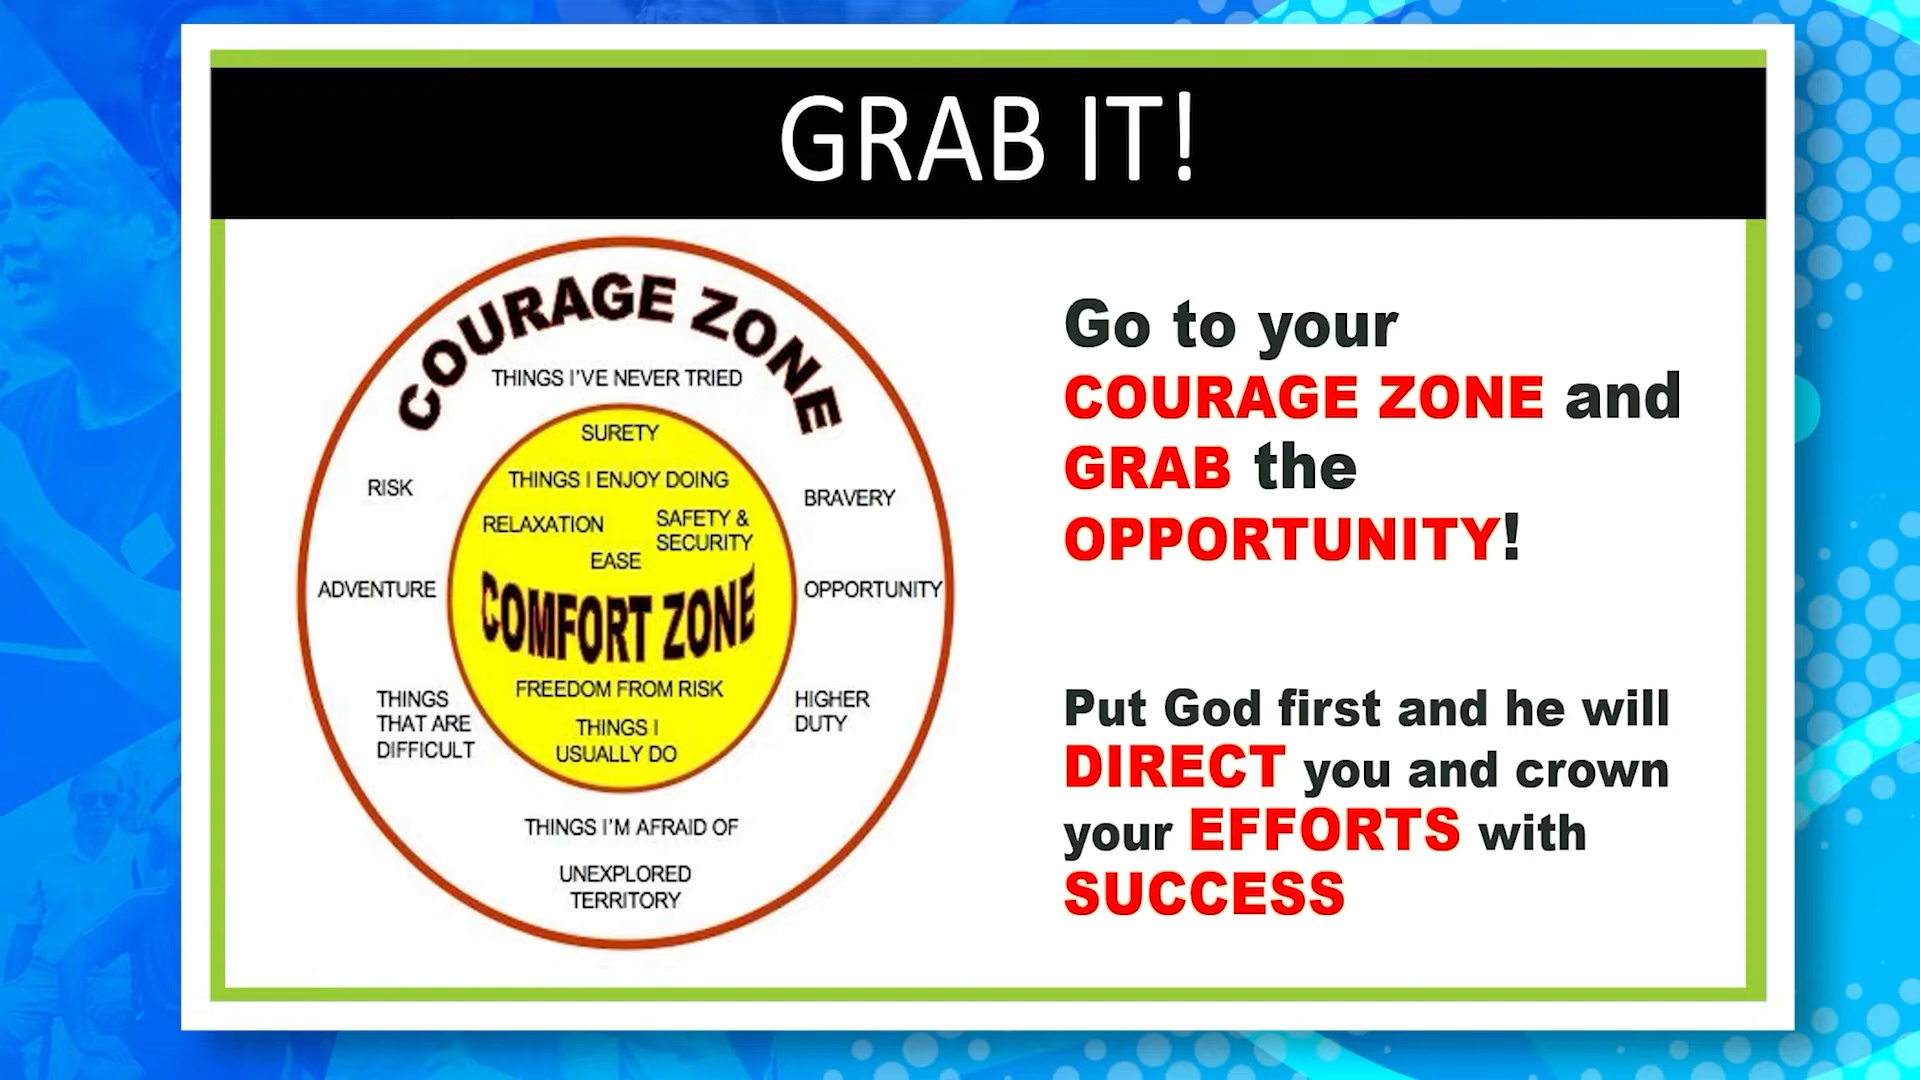 GRAB IT!
COURAGE ZONE
THINGS I'VE NEVER TRIED
RISK
BRAVERY
ADVENTURE
OPPORTUNITY
THINGS
THAT ARE
DIFFICULT
HIGHER
DUTY
THINGS I'M AFRAID OF
UNEXPLORED
TERRITORY
SURETY
THINGS I ENJOY DOING
RELAXATION
SAFETY &
SECURITY
EASE
COMFORT ZONE
FREEDOM FROM RISK
THINGS I
USUALLY DO
Go to your
COURAGE ZONE and
GRAB the
OPPORTUNITY!
Put God first and he will
DIRECT you and crown
your EFFORTS with
SUCCESS